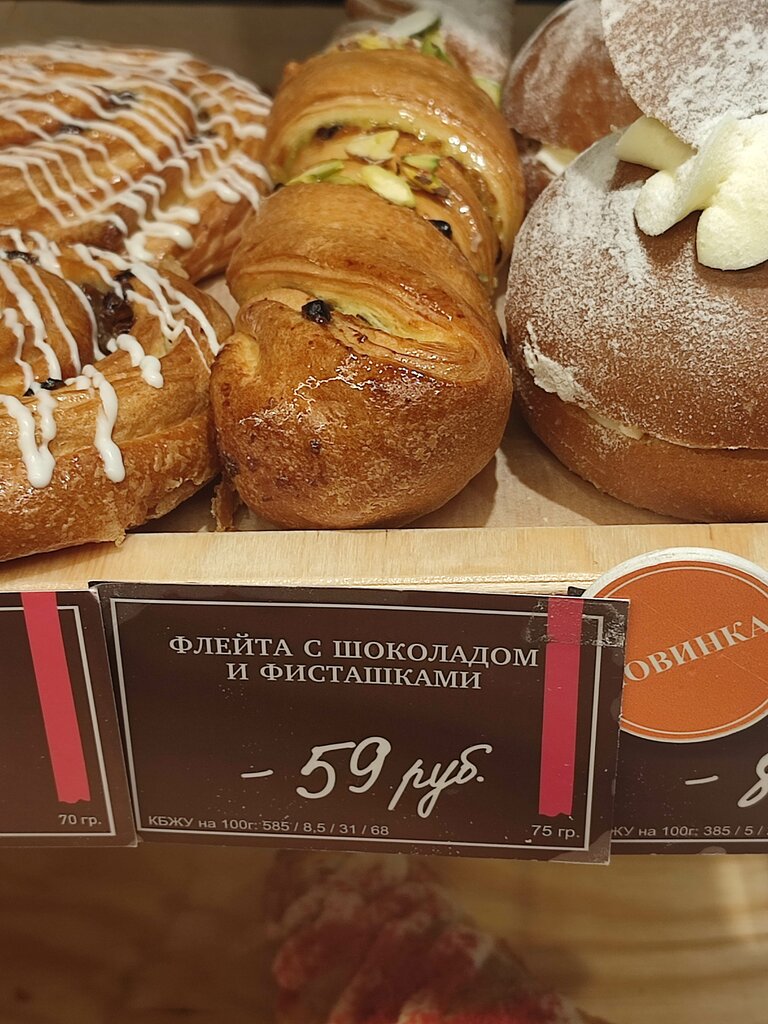 ФЛЕЙТА С ШОКОЛАДОМ
И ФИСТАШКАМИ
– 59 руб.
КБЖУ на 100г: 585 / 8,5 / 31 / 68
75 гр.
70 гр.
ОВИНКА
–
ЖУ на 100г: 385 / 5 /